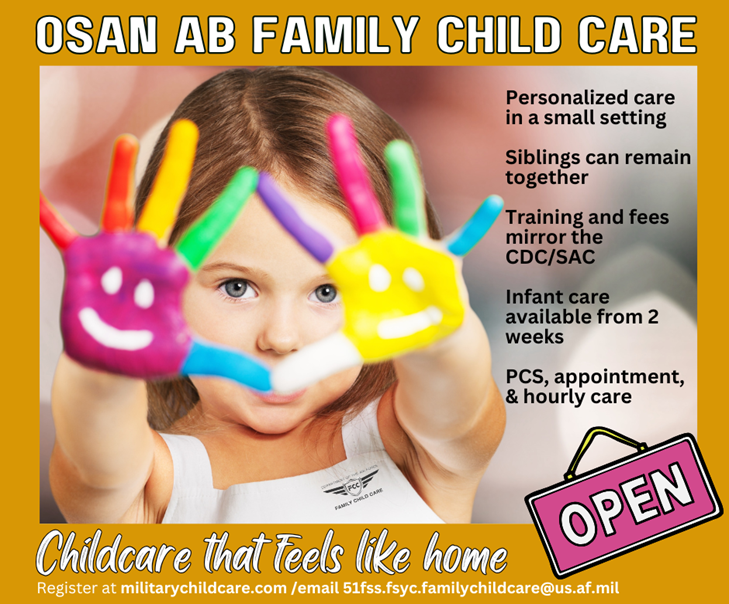 OSAN AB FAMILY CHILD CARE
Personalized care
in a small setting
Siblings can remain
together
Training and fees
mirror the
CDC/SAC
Infant care
available from 2
weeks
PCS, appointment,
& hourly care
FCC
FAMILY CHILD CARE
OPEN
Childcare that feels like home
Register at militarychildcare.com /email 51fss.fsyc.familychildcare@us.af.mil